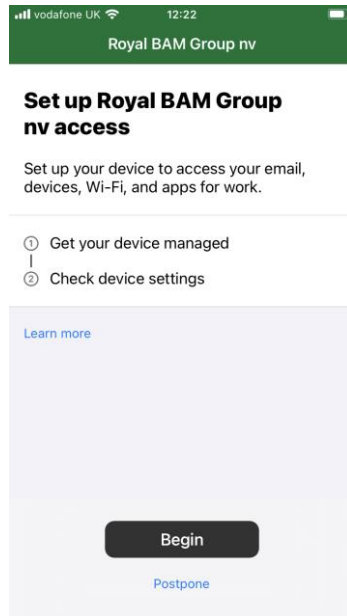 vodafone UK 12:22
Royal BAM Group nv
Set up Royal BAM Group
nv access
Set up your device to access your email,
devices, Wi-Fi, and apps for work.
1 Get your device managed
2 Check device settings
Learn more
Begin
Postpone